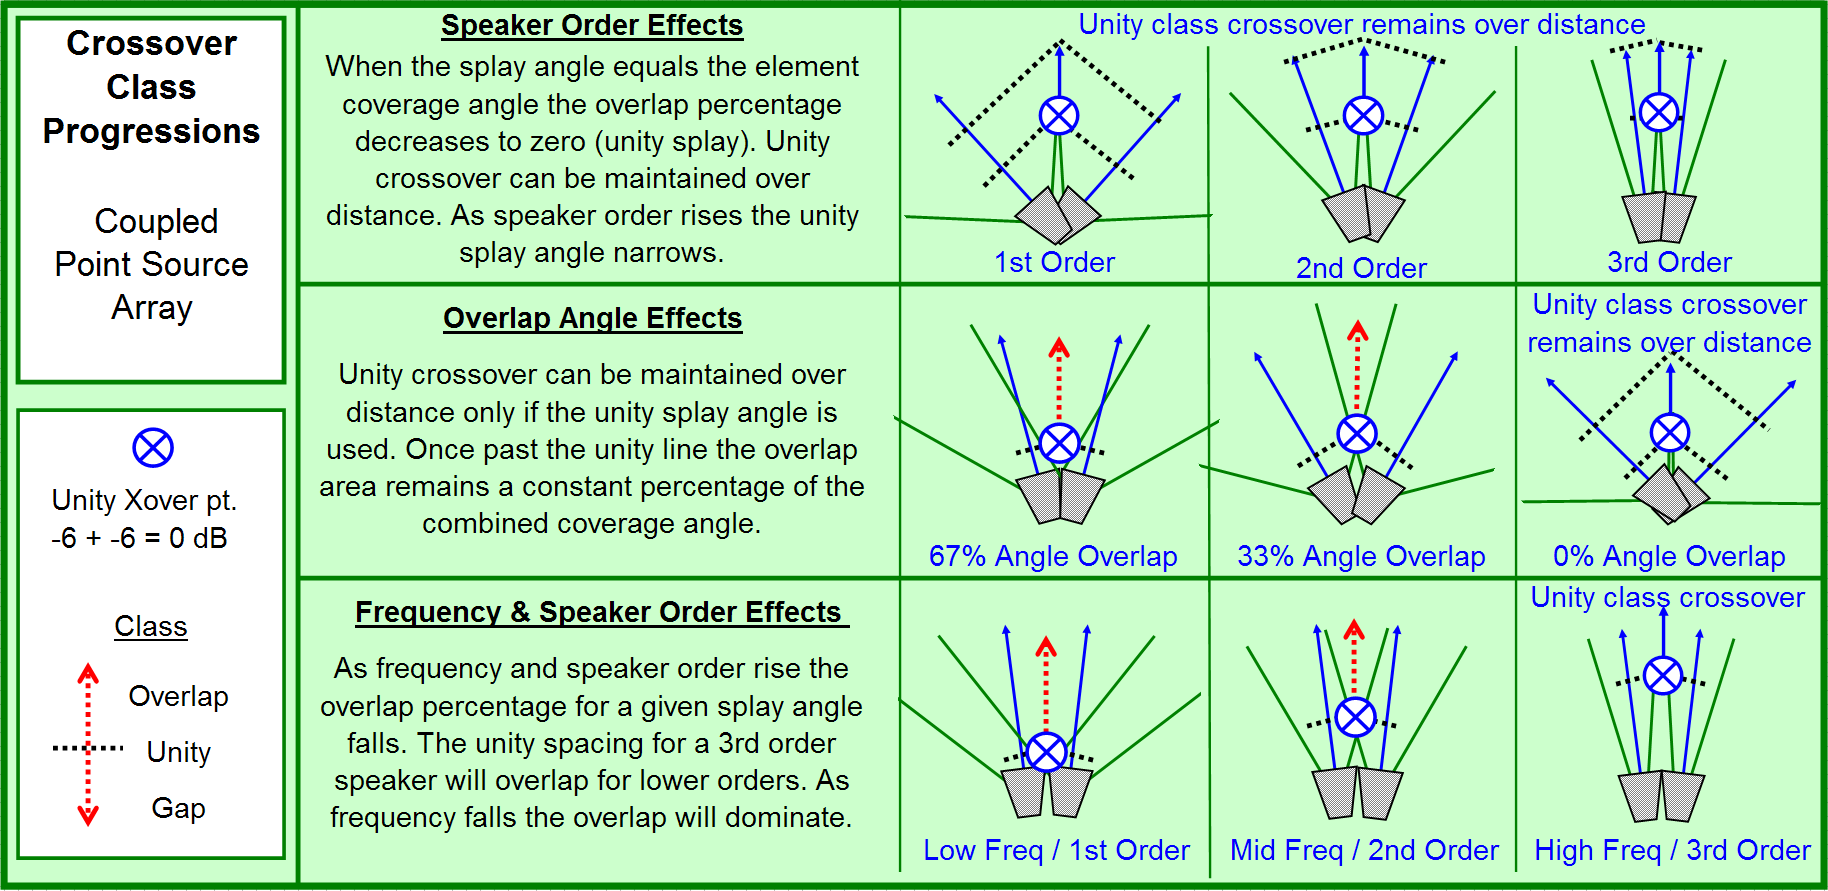 Crossover
Class
Progressions
Coupled
Point Source
Array
Unity Xover pt.
-6 + -6 = 0 dB
Class
Overlap
Unity
Gap
Speaker Order Effects
When the splay angle equals the element
coverage angle the overlap percentage
decreases to zero (unity splay). Unity
crossover can be maintained over
distance. As speaker order rises the unity
splay angle narrows.
Unity class crossover remains over distance
1st Order
2nd Order
3rd Order
Overlap Angle Effects
Unity crossover can be maintained over
distance only if the unity splay angle is
used. Once past the unity line the overlap
area remains a constant percentage of the
combined coverage angle.
Unity class crossover
remains over distance
67% Angle Overlap
33% Angle Overlap
0% Angle Overlap
Frequency & Speaker Order Effects
As frequency and speaker order rise the
overlap percentage for a given splay angle
falls. The unity spacing for a 3rd order
speaker will overlap for lower orders. As
frequency falls the overlap will dominate.
Unity class crossover
Low Freq / 1st Order
Mid Freq / 2nd Order
High Freq / 3rd Order